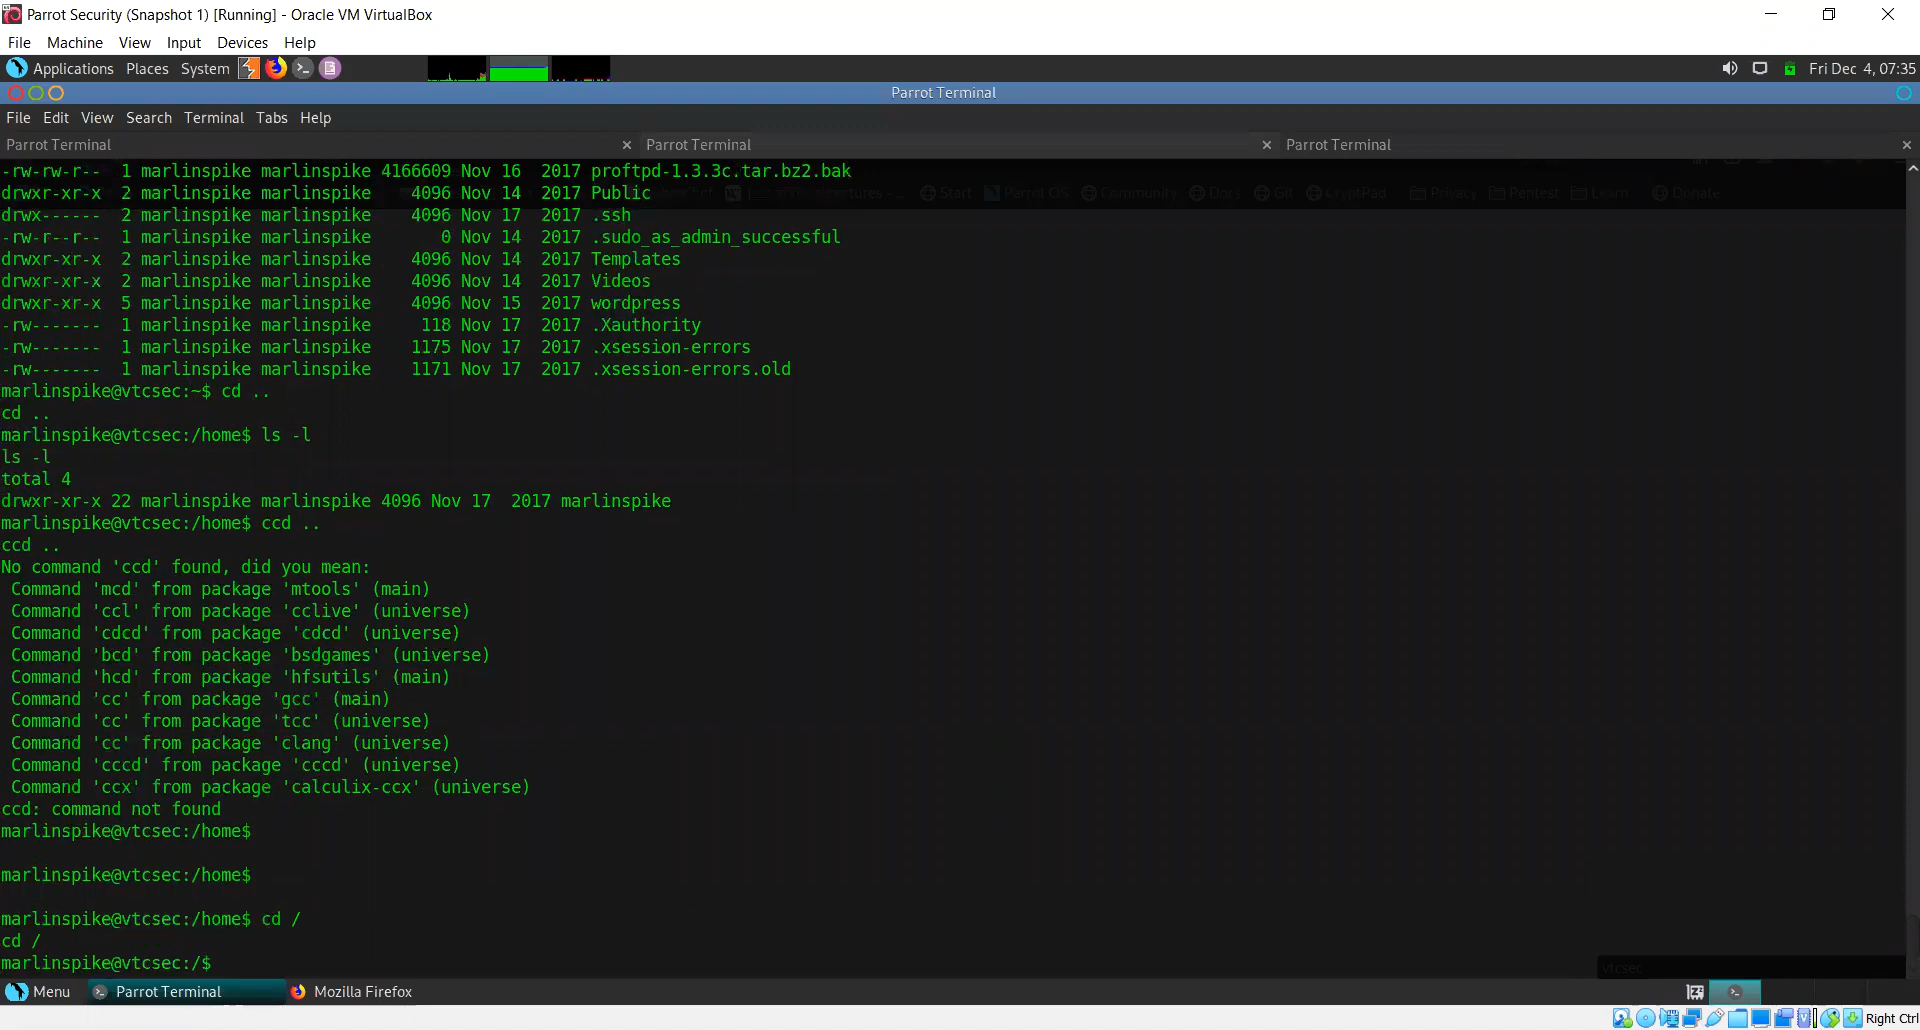 Parrot Security (Snapshot 1) [Running] - Oracle VM VirtualBox
File Machine View Input Devices Help
Applications Places System Fri Dec 4, 07:35
Parrot Terminal
File Edit View Search Terminal Tabs Help
Parrot Terminal × Parrot Terminal × Parrot Terminal ×
-rw-rw-r-- 1 marlinspike marlinspike 4166609 Nov 16 2017 proftpd-1.3.3c.tar.bz2.bak
drwxr-xr-x 2 marlinspike marlinspike 4096 Nov 14 2017 Public
Start Parrot OS Community Docs Git CryptPad Privacy Pentest Learn Donate
drwx------ 2 marlinspike marlinspike 4096 Nov 17 2017 .ssh
-rw-r--r-- 1 marlinspike marlinspike 0 Nov 14 2017 .sudo_as_admin_successful
drwxr-xr-x 2 marlinspike marlinspike 4096 Nov 14 2017 Templates
drwxr-xr-x 2 marlinspike marlinspike 4096 Nov 14 2017 Videos
drwxr-xr-x 5 marlinspike marlinspike 4096 Nov 15 2017 wordpress
-rw------- 1 marlinspike marlinspike 118 Nov 17 2017 .Xauthority
-rw------- 1 marlinspike marlinspike 1175 Nov 17 2017 .xsession-errors
-rw------- 1 marlinspike marlinspike 1171 Nov 17 2017 .xsession-errors.old
marlinspike@vtcsec:~$ cd ..
cd ..
marlinspike@vtcsec:/home$ ls -l
ls -l
total 4
drwxr-xr-x 22 marlinspike marlinspike 4096 Nov 17 2017 marlinspike
marlinspike@vtcsec:/home$ ccd ..
ccd ..
No command 'ccd' found, did you mean:
Command 'mcd' from package 'mtools' (main)
Command 'ccl' from package 'cclive' (universe)
Command 'cdcd' from package 'cdcd' (universe)
Command 'bcd' from package 'bsdgames' (universe)
Command 'hcd' from package 'hfsutils' (main)
Command 'cc' from package 'gcc' (main)
Command 'cc' from package 'tcc' (universe)
Command 'cc' from package 'clang' (universe)
Command 'cccd' from package 'cccd' (universe)
Command 'ccx' from package 'calculix-ccx' (universe)
ccd: command not found
marlinspike@vtcsec:/home$
marlinspike@vtcsec:/home$
marlinspike@vtcsec:/home$ cd /
cd /
marlinspike@vtcsec:/$
vtcsec
Menu Parrot Terminal Mozilla Firefox
Right Ctrl